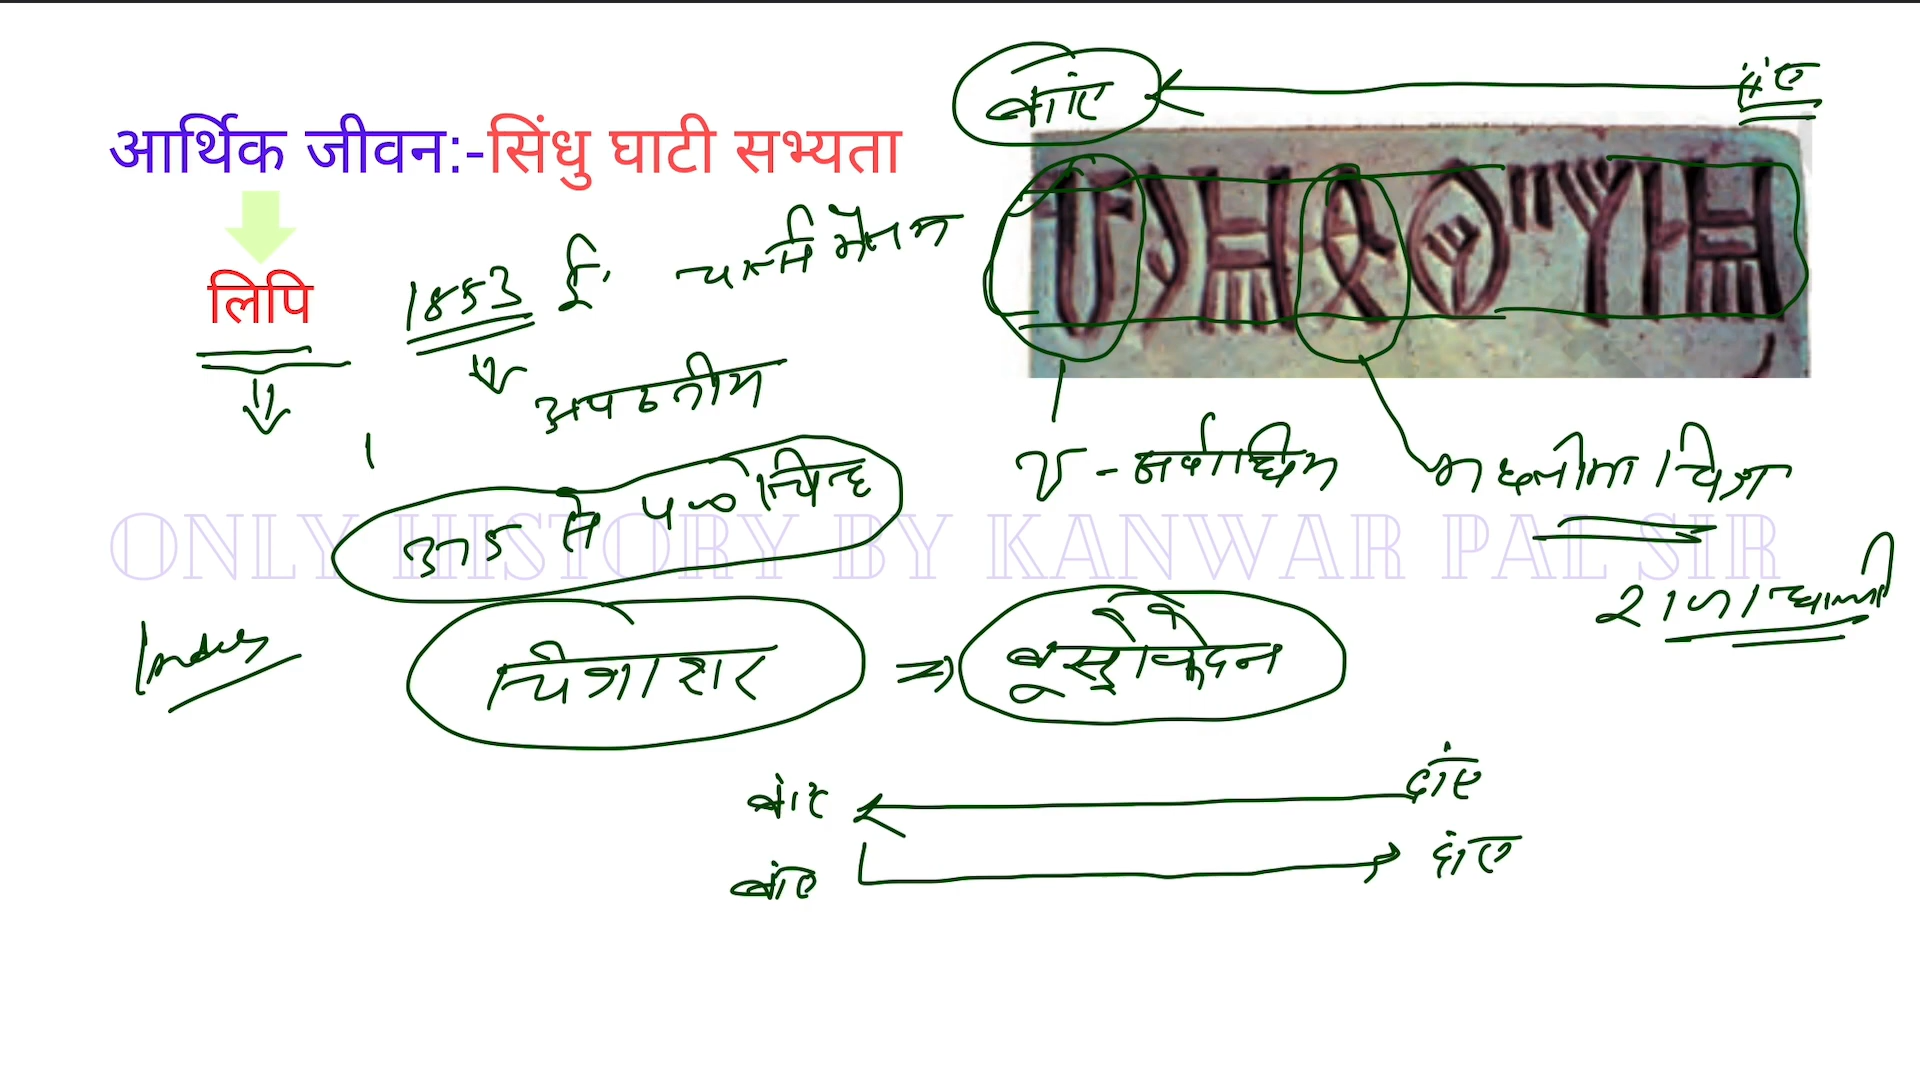 बांए दांए
आर्थिक जीवन:-सिंधु घाटी सभ्यता
लिपि
1853 ई. चार्ल्स मैसन
अपठनीय
375 से 400 चिन्ह
U - सर्वाधिक
मछली का चित्र
ONLY HISTORY BY KANWAR PAL SIR
Indus
चित्राक्षर ⇒ बूस्ट्रोफेदन
बांए दांए
बांए दांए